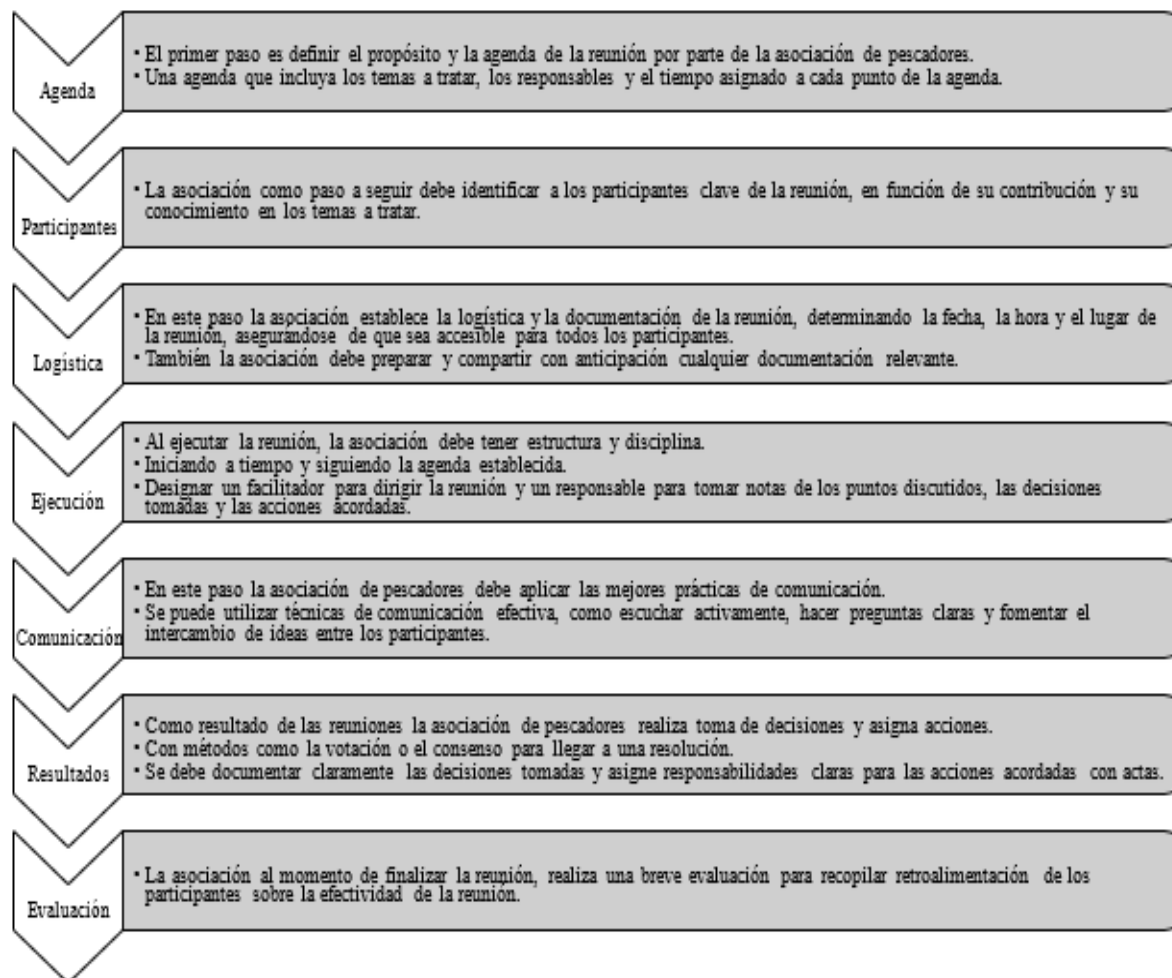 Agenda
• El primer paso es definir el propósito y la agenda de la reunión por parte de la asociación de pescadores.
• Una agenda que incluya los temas a tratar, los responsables y el tiempo asignado a cada punto de la agenda.
Participantes
• La asociación como paso a seguir debe identificar a los participantes clave de la reunión, en función de su contribución y su
conocimiento en los temas a tratar.
Logística
• En este paso la asociación establece la logística y la documentación de la reunión, determinando la fecha, la hora y el lugar de
la reunión, asegurándose de que sea accesible para todos los participantes.
• También la asociación debe preparar y compartir con anticipación cualquier documentación relevante.
Ejecución
• Al ejecutar la reunión, la asociación debe tener estructura y disciplina.
• Iniciando a tiempo y siguiendo la agenda establecida.
• Designar un facilitador para dirigir la reunión y un responsable para tomar notas de los puntos discutidos, las decisiones
tomadas y las acciones acordadas.
Comunicación
• En este paso la asociación de pescadores debe aplicar las mejores prácticas de comunicación.
• Se puede utilizar técnicas de comunicación efectiva, como escuchar activamente, hacer preguntas claras y fomentar el
intercambio de ideas entre los participantes.
Resultados
• Como resultado de las reuniones la asociación de pescadores realiza toma de decisiones y asigna acciones.
• Con métodos como la votación o el consenso para llegar a una resolución.
• Se debe documentar claramente las decisiones tomadas y asigne responsabilidades claras para las acciones acordadas con actas.
Evaluación
• La asociación al momento de finalizar la reunión, realiza una breve evaluación para recopilar retroalimentación de los
participantes sobre la efectividad de la reunión.